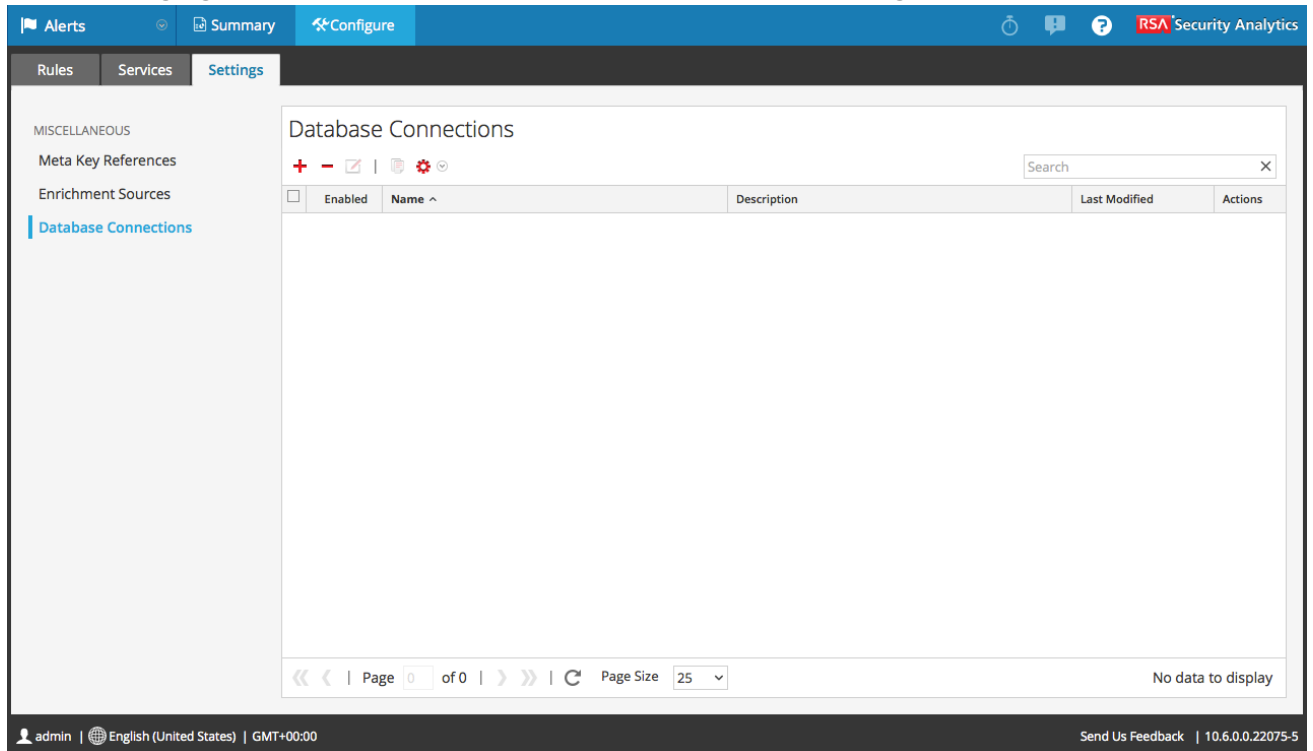 Alerts Summary Configure RSA Security Analytics
Rules Services Settings
MISCELLANEOUS
Meta Key References
Enrichment Sources
Database Connections
Database Connections
Search
Enabled Name Description Last Modified Actions
Page 0 of 0 Page Size 25 No data to display
admin | English (United States) | GMT+00:00 Send Us Feedback | 10.6.0.0.22075-5